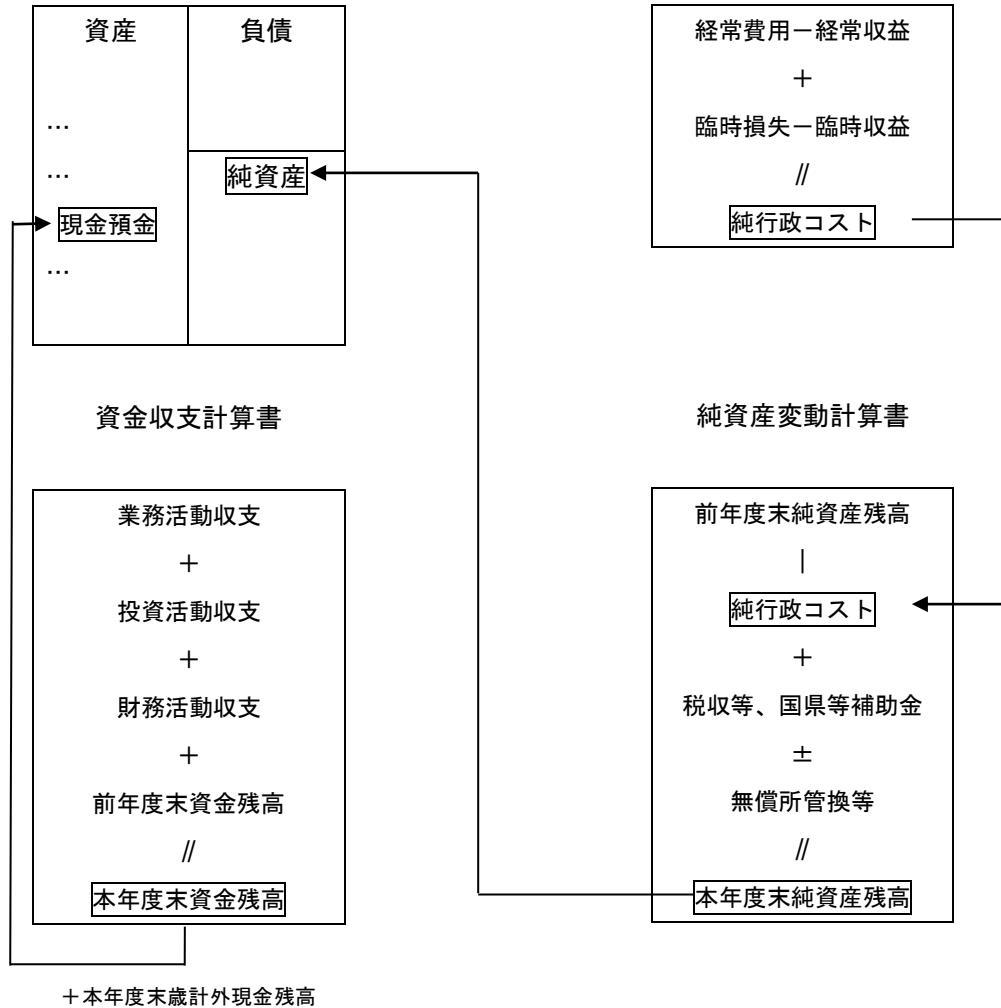 資産
負債
…
…
純資産
現金預金
…
経常費用－経常収益
＋
臨時損失－臨時収益
//
純行政コスト
資金収支計算書
業務活動収支
＋
投資活動収支
＋
財務活動収支
＋
前年度末資金残高
//
本年度末資金残高
＋本年度末歳計外現金残高
純資産変動計算書
前年度末純資産残高
｜
純行政コスト
＋
税収等、国県等補助金
±
無償所管換等
//
本年度末純資産残高